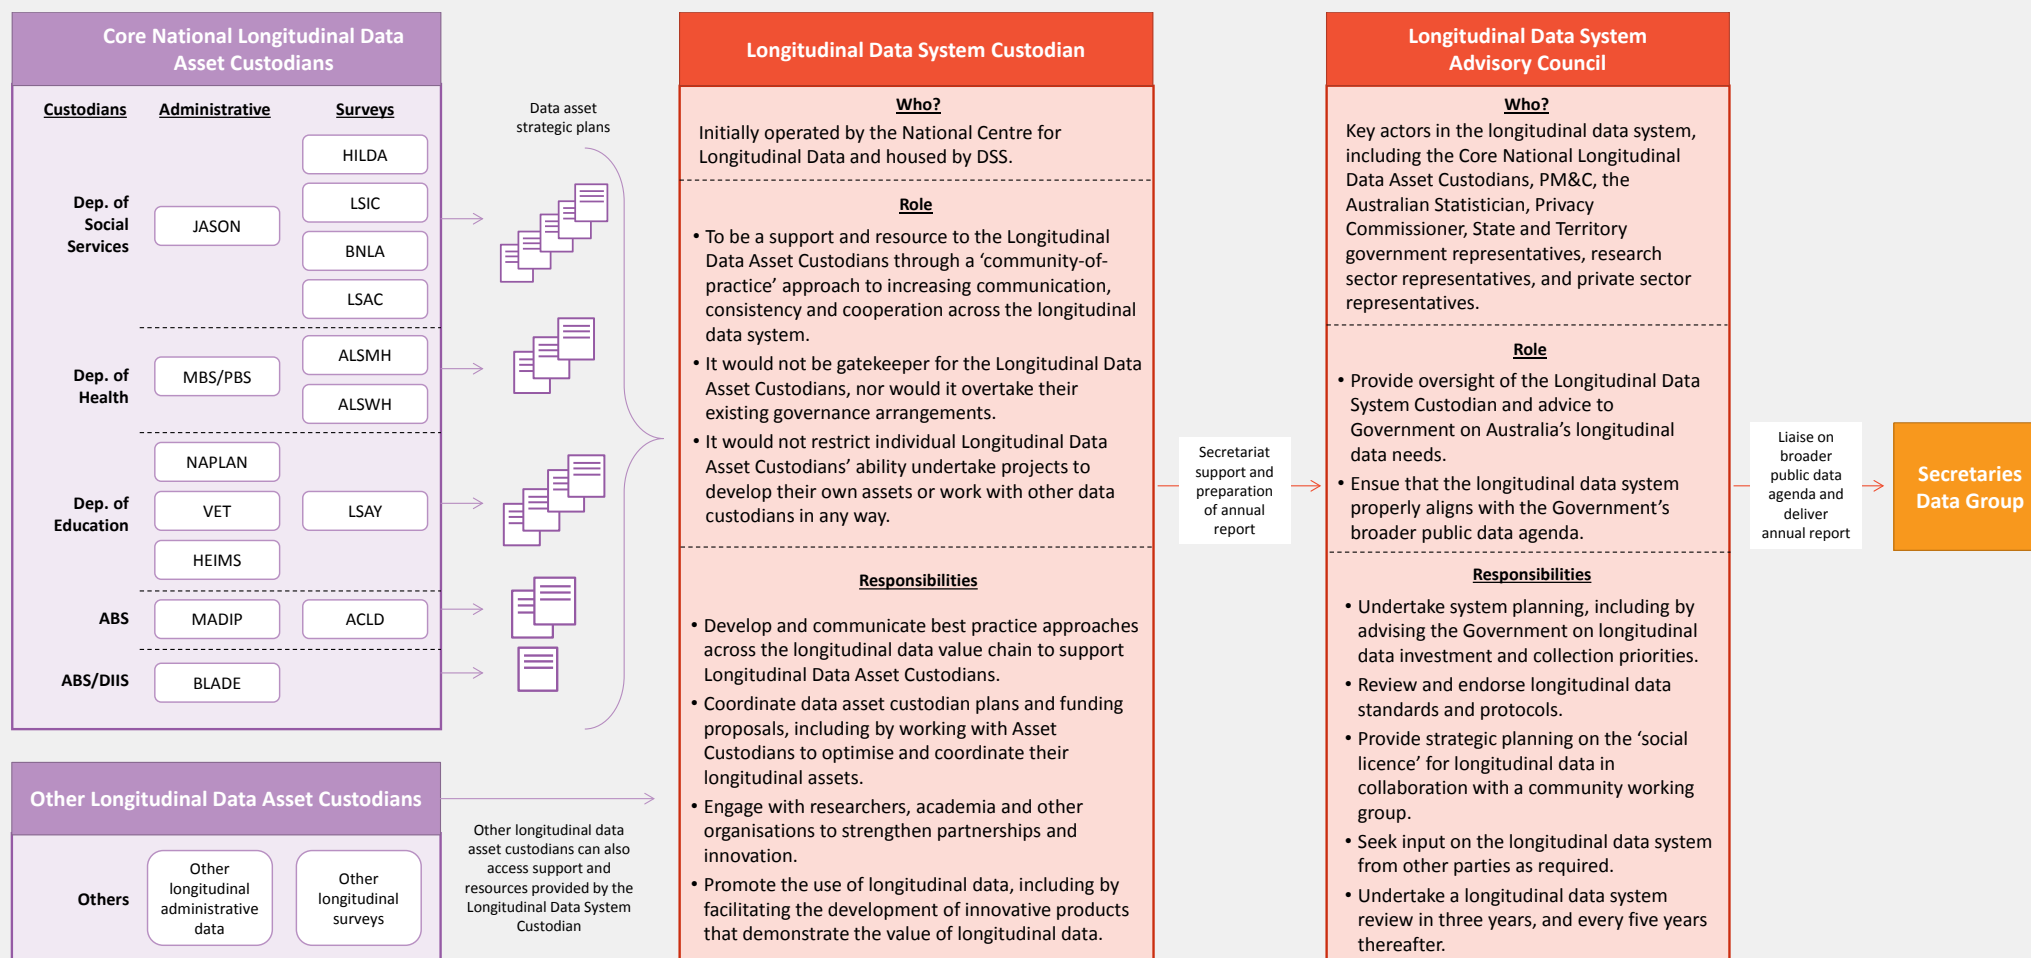 Core National Longitudinal Data
Asset Custodians
Custodians
Administrative
Surveys
Dep. of
Social
Services
JASON
HILDA
LSIC
BNLA
LSAC
Dep. of
Health
MBS/PBS
ALSMH
ALSWH
Dep. of
Education
NAPLAN
VET
HEIMS
LSAY
ABS
MADIP
ACLD
ABS/DIIS
BLADE
Data asset
strategic plans
Other Longitudinal Data Asset Custodians
Others
Other
longitudinal
administrative
data
Other
longitudinal
surveys
Other longitudinal data
asset custodians can also
access support and
resources provided by the
Longitudinal Data System
Custodian
Longitudinal Data System Custodian
Who?
Initially operated by the National Centre for
Longitudinal Data and housed by DSS.
Role
• To be a support and resource to the Longitudinal
Data Asset Custodians through a ‘community-of-
practice’ approach to increasing communication,
consistency and cooperation across the longitudinal
data system.
• It would not be gatekeeper for the Longitudinal Data
Asset Custodians, nor would it overtake their
existing governance arrangements.
• It would not restrict individual Longitudinal Data
Asset Custodians’ ability undertake projects to
develop their own assets or work with other data
custodians in any way.
Responsibilities
• Develop and communicate best practice approaches
across the longitudinal data value chain to support
Longitudinal Data Asset Custodians.
• Coordinate data asset custodian plans and funding
proposals, including by working with Asset
Custodians to optimise and coordinate their
longitudinal assets.
• Engage with researchers, academia and other
organisations to strengthen partnerships and
innovation.
• Promote the use of longitudinal data, including by
facilitating the development of innovative products
that demonstrate the value of longitudinal data.
Secretariat
support and
preparation
of annual
report
Longitudinal Data System
Advisory Council
Who?
Key actors in the longitudinal data system,
including the Core National Longitudinal
Data Asset Custodians, PM&C, the
Australian Statistician, Privacy
Commissioner, State and Territory
government representatives, research
sector representatives, and private sector
representatives.
Role
• Provide oversight of the Longitudinal Data
System Custodian and advice to
Government on Australia’s longitudinal
data needs.
• Ensue that the longitudinal data system
properly aligns with the Government’s
broader public data agenda.
Responsibilities
• Undertake system planning, including by
advising the Government on longitudinal
data investment and collection priorities.
• Review and endorse longitudinal data
standards and protocols.
• Provide strategic planning on the ‘social
licence’ for longitudinal data in
collaboration with a community working
group.
• Seek input on the longitudinal data system
from other parties as required.
• Undertake a longitudinal data system
review in three years, and every five years
thereafter.
Liaise on
broader
public data
agenda and
deliver
annual report
Secretaries
Data Group